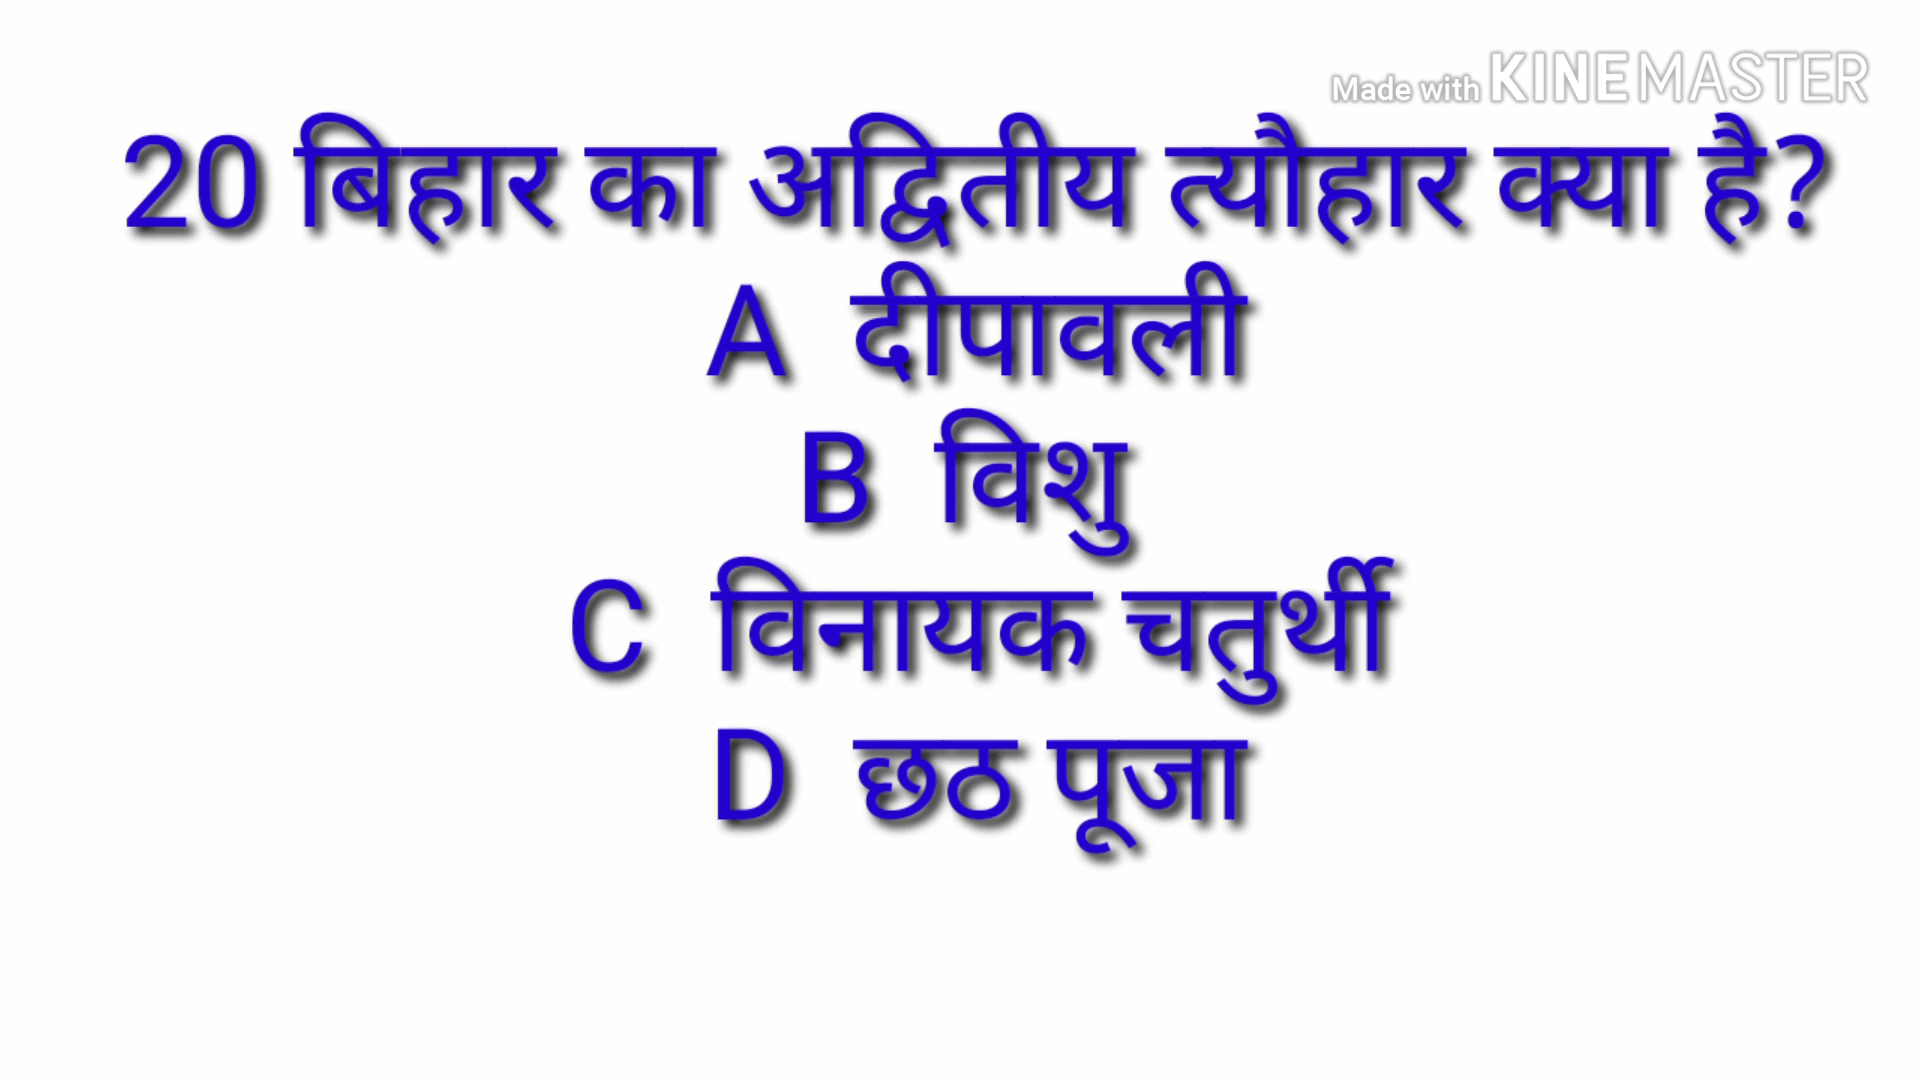 Made with KINEMASTER
20 बिहार का अद्वितीय त्यौहार क्या है?
A दीपावली
B विशु
C विनायक चतुर्थी
D छठ पूजा